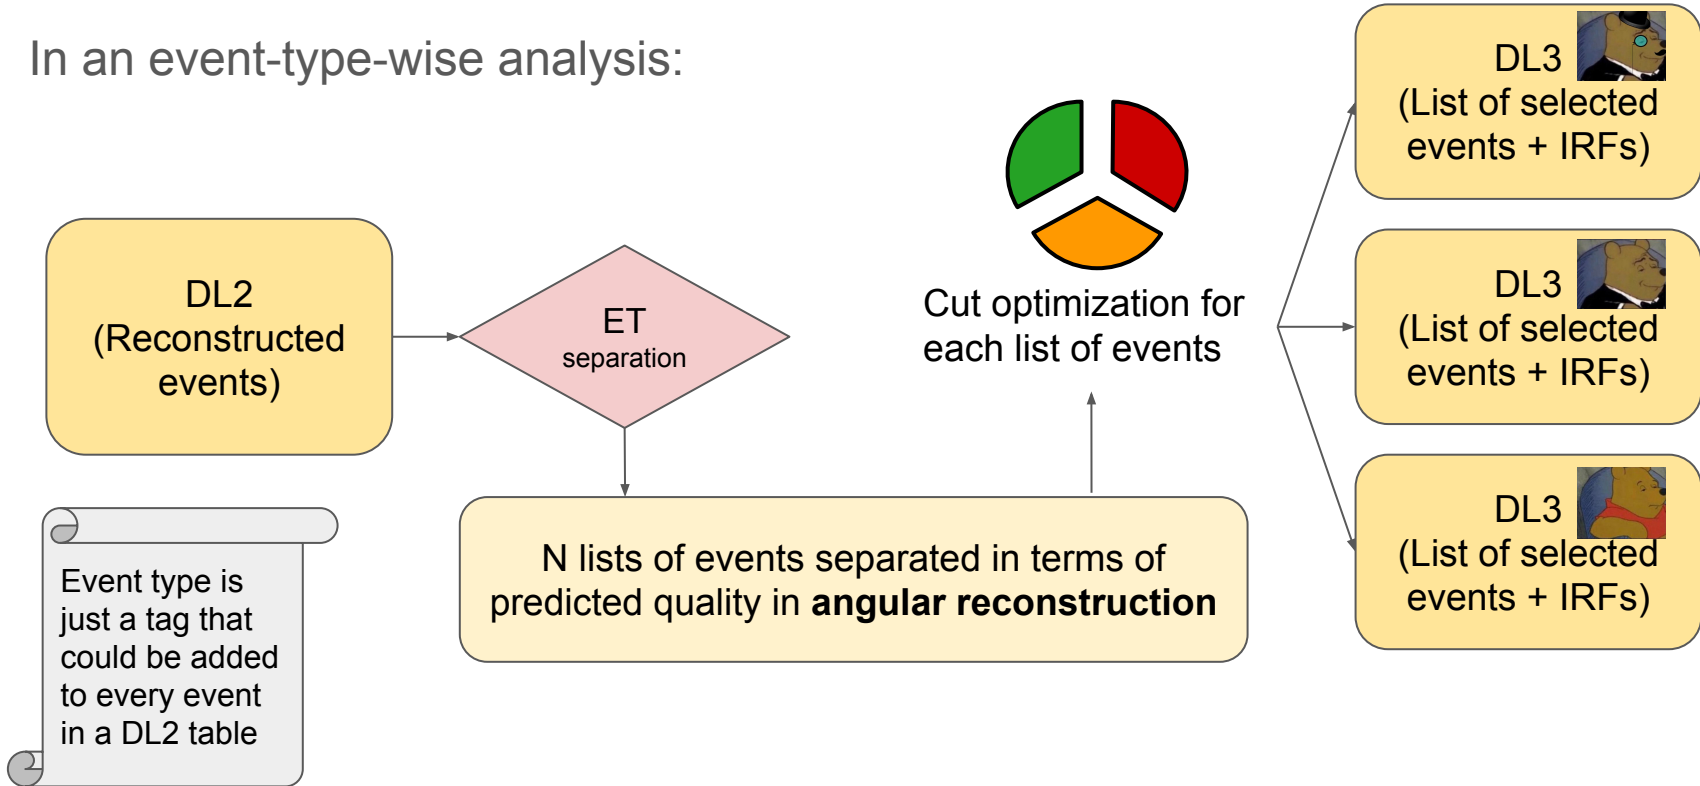 In an event-type-wise analysis:
DL2
(Reconstructed
events)
ET
separation
N lists of events separated in terms of
predicted quality in angular reconstruction
Cut optimization for
each list of events
DL3
(List of selected
events + IRFs)
DL3
(List of selected
events + IRFs)
DL3
(List of selected
events + IRFs)
Event type is
just a tag that
could be added
to every event
in a DL2 table